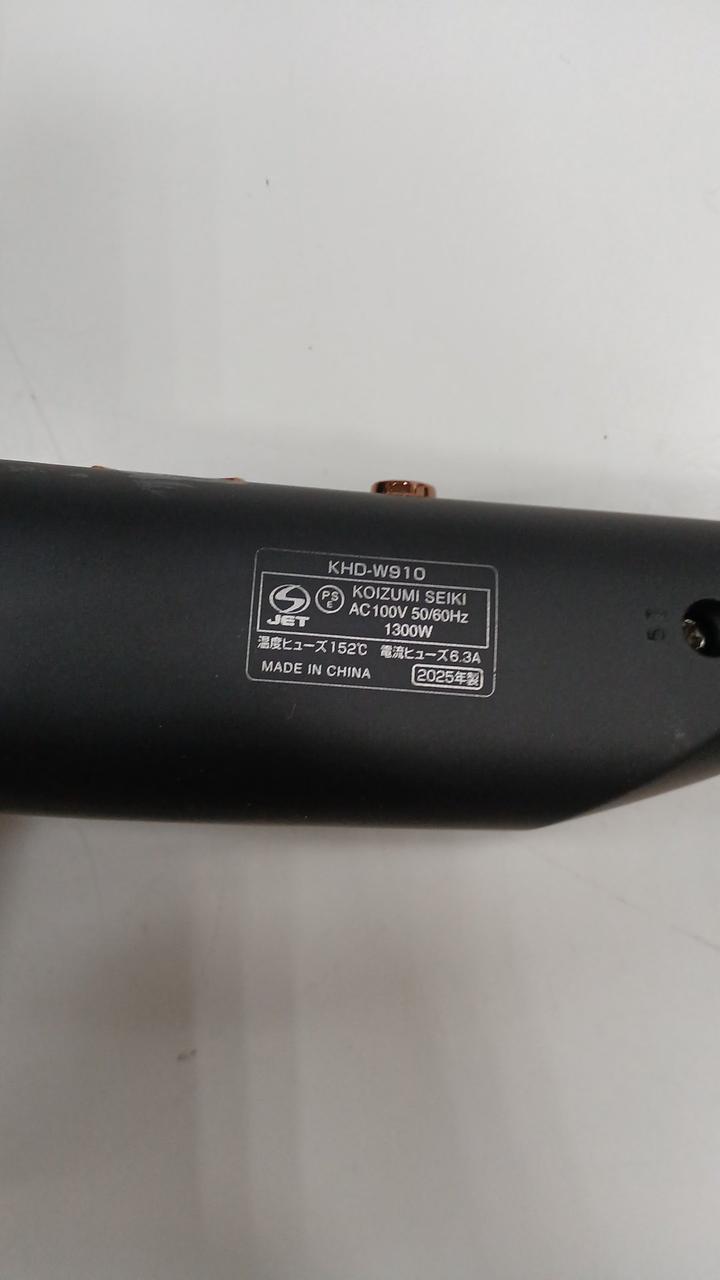 KHD-W910
JET
PS
E
KOIZUMI SEIKI
AC100V 50/60Hz
1300W
温度ヒューズ152℃ 電流ヒューズ6.3A
MADE IN CHINA 2025年製